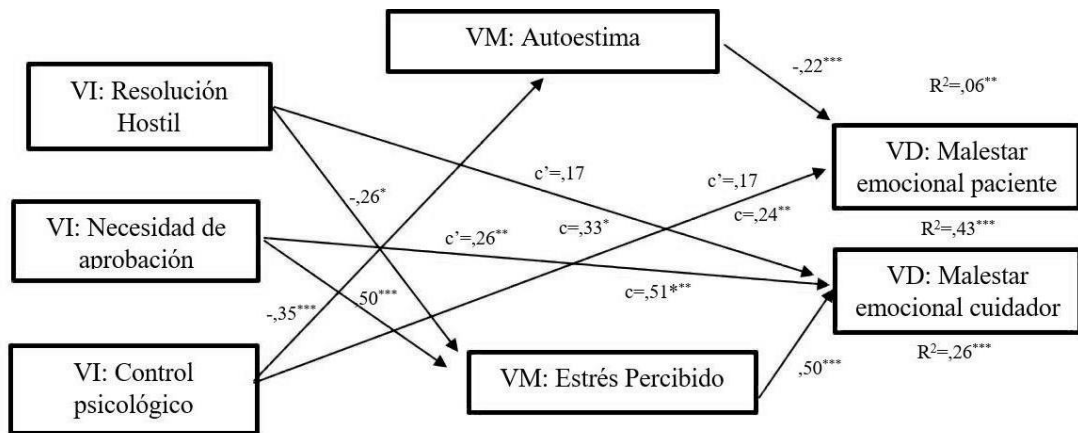 VM: Autoestima
-,22***
R²=,06**
VI: Resolución
Hostil
VD: Malestar
emocional paciente
c'=,17
c'=,17
-,26*
c=,24**
VI: Necesidad de
aprobación
c'=,26**
c=,33*
R²=,43***
VD: Malestar
emocional cuidador
c=,51***
-,35***
,50***
R²=,26***
VI: Control
psicológico
VM: Estrés Percibido
,50***